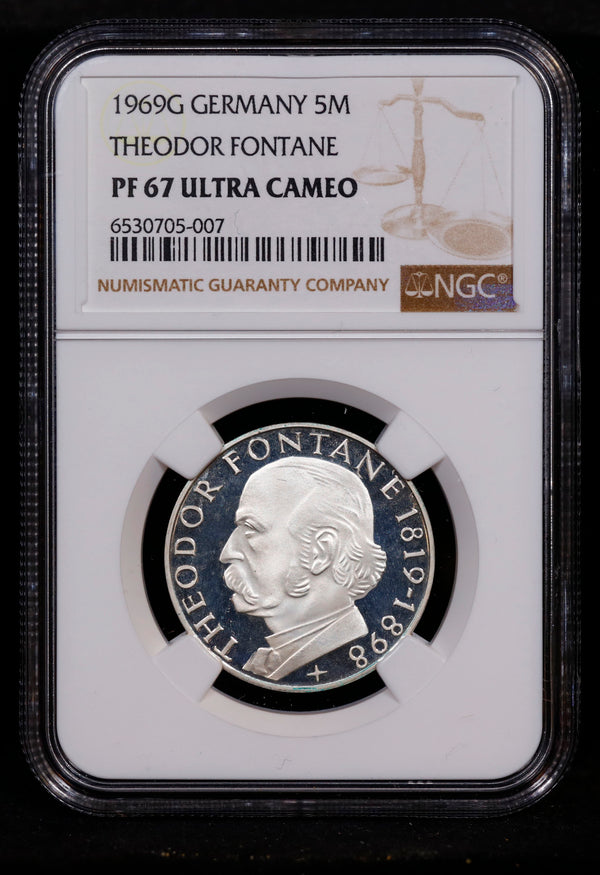 1969G GERMANY 5M
THEODOR FONTANE
PF 67 ULTRA CAMEO
6530705-007
NUMISMATIC GUARANTY COMPANY
NGC®
THEODOR FONTANE 1819-1898